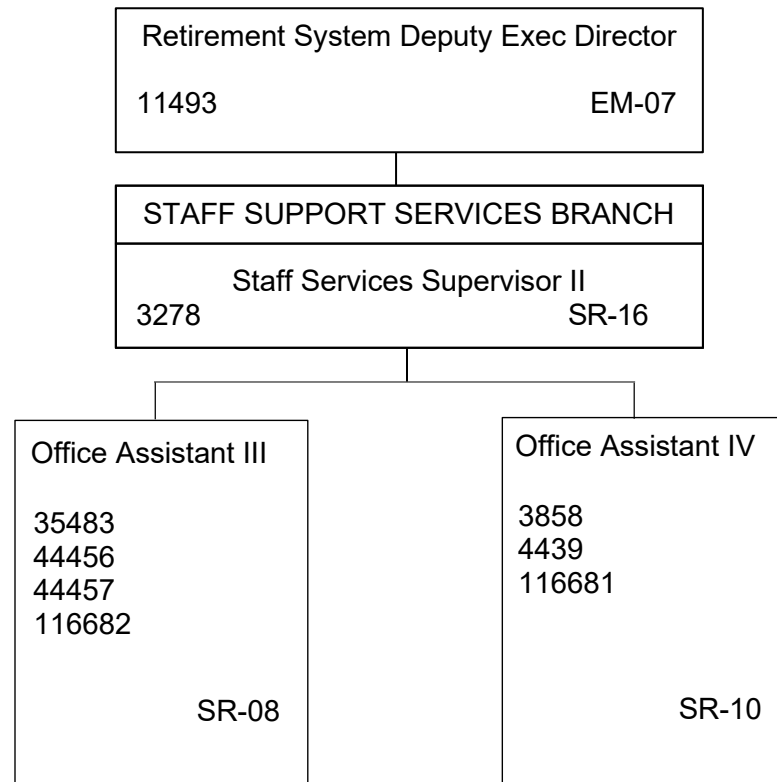 Retirement System Deputy Exec Director
11493 EM-07
STAFF SUPPORT SERVICES BRANCH
Staff Services Supervisor II
3278 SR-16
Office Assistant III
35483
44456
44457
116682
SR-08
Office Assistant IV
3858
4439
116681
SR-10